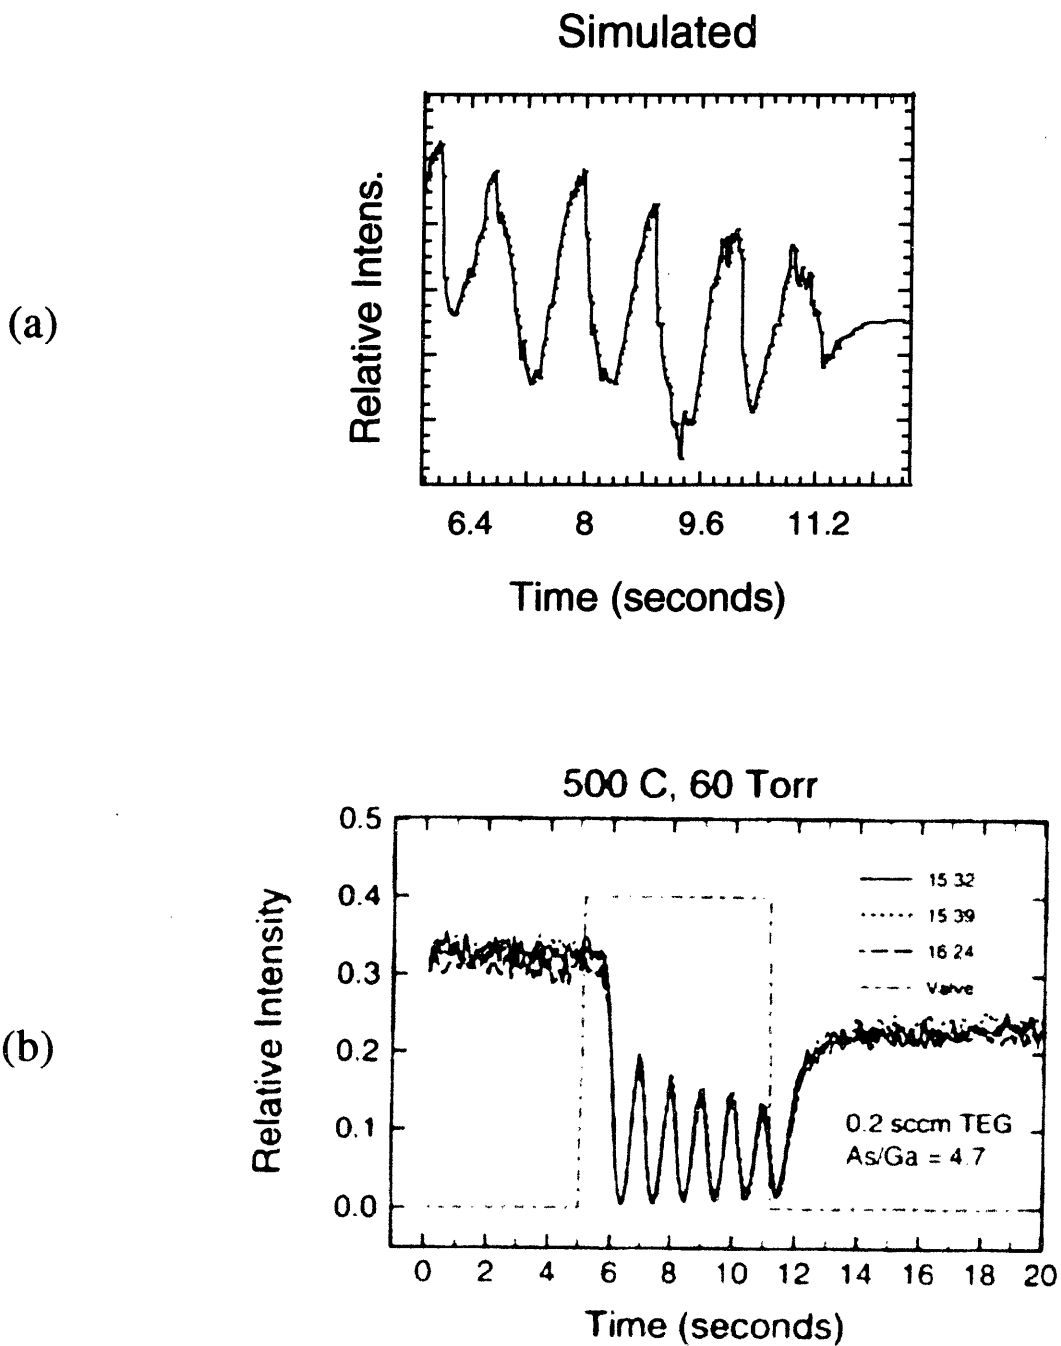 Simulated
(a)
Relative Intens.
6.4 8 9.6 11.2
Time (seconds)
500 C, 60 Torr
(b)
Relative Intensity
0.5
0.4
0.3
0.2
0.1
0.0
15 32
15 39
16 24
Valve
0.2 sccm TEG
As/Ga = 4.7
0 2 4 6 8 10 12 14 16 18 20
Time (seconds)